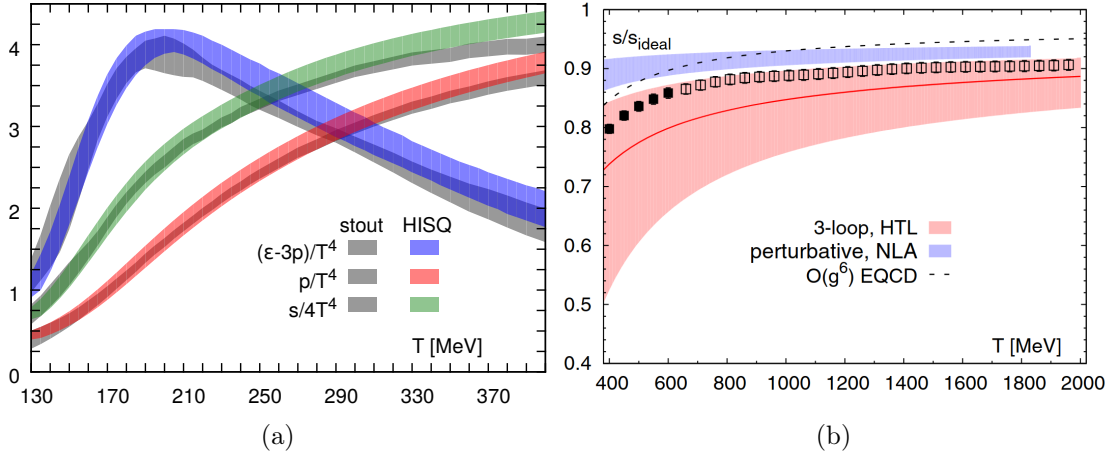 4
3
2
1
0
130
170
210
250
290
330
370
stout HISQ
(ε-3p)/T⁴
p/T⁴
s/4T⁴
T [MeV]
(a)
s/s_ideal
1
0.9
0.8
0.7
0.6
0.5
0.4
3-loop, HTL
perturbative, NLA
O(g⁶) EQCD
T [MeV]
400 600 800 1000 1200 1400 1600 1800 2000
(b)